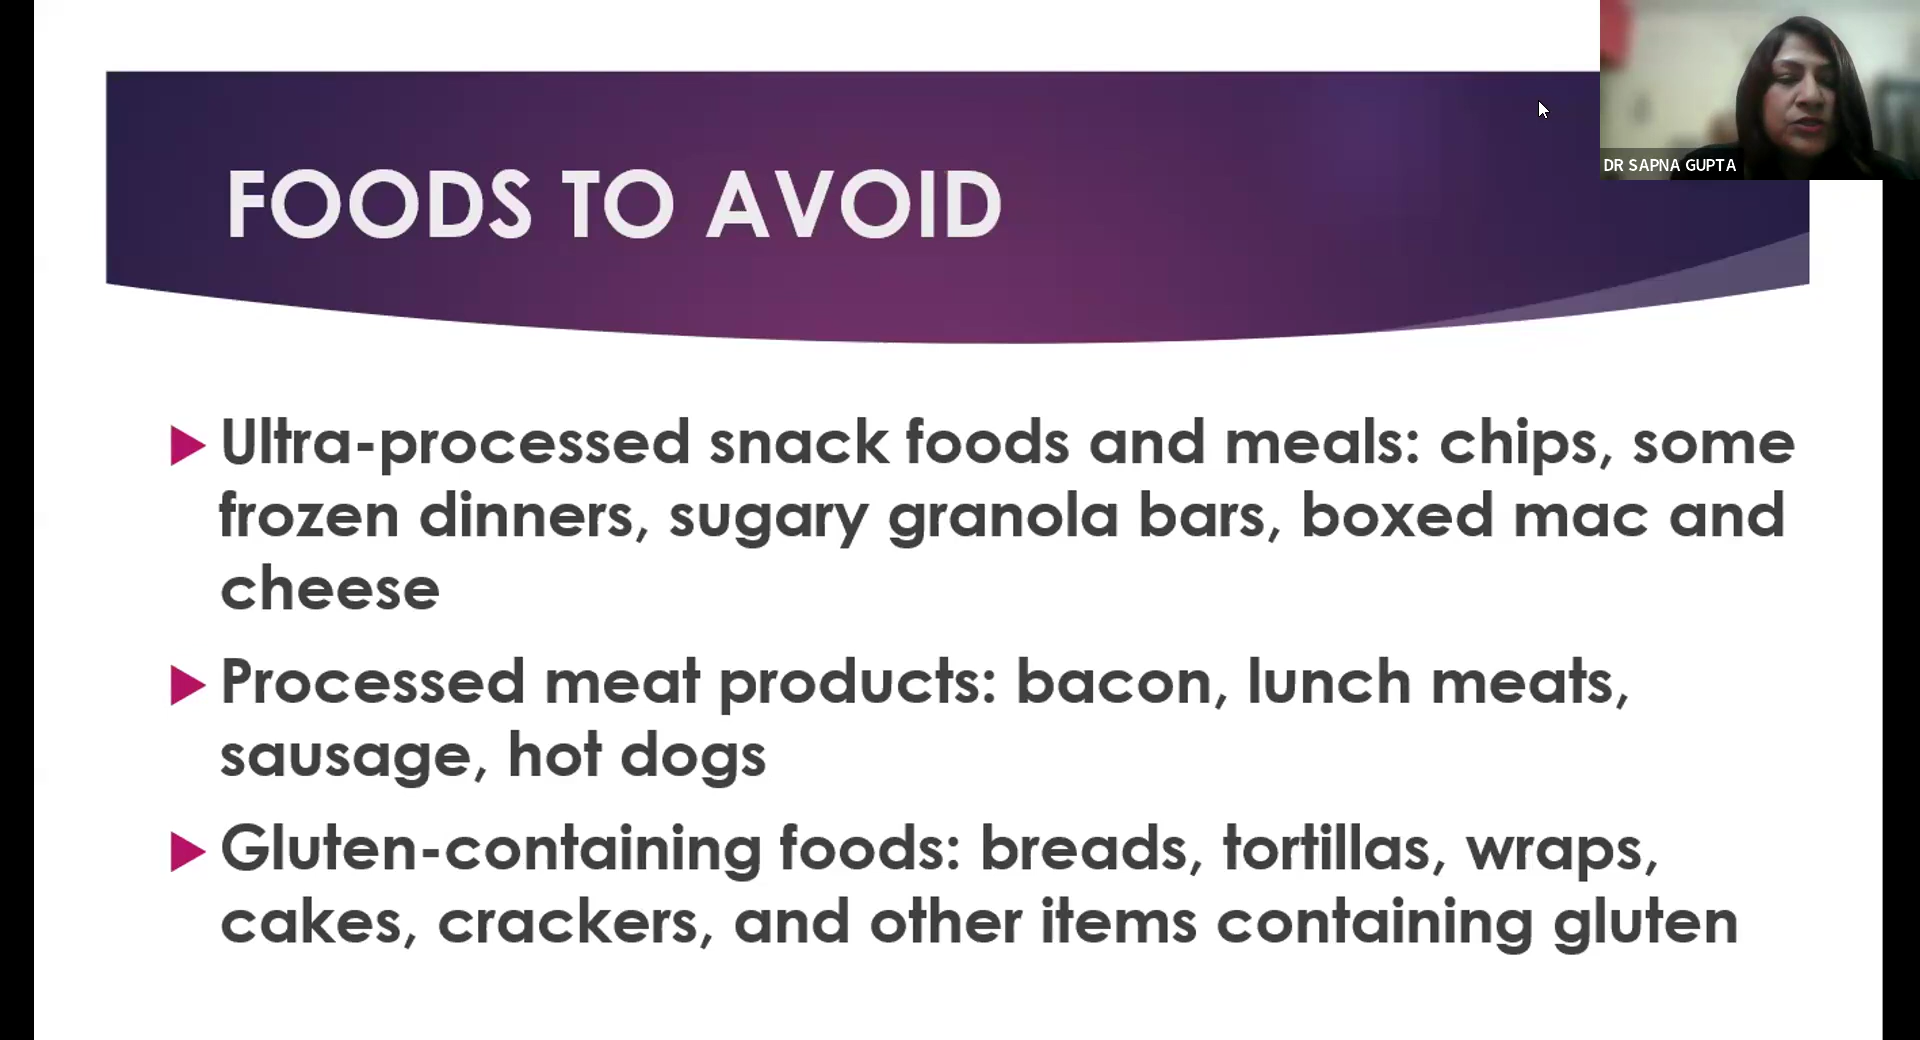 DR SAPNA GUPTA
FOODS TO AVOID
Ultra-processed snack foods and meals: chips, some
frozen dinners, sugary granola bars, boxed mac and
cheese
Processed meat products: bacon, lunch meats,
sausage, hot dogs
Gluten-containing foods: breads, tortillas, wraps,
cakes, crackers, and other items containing gluten